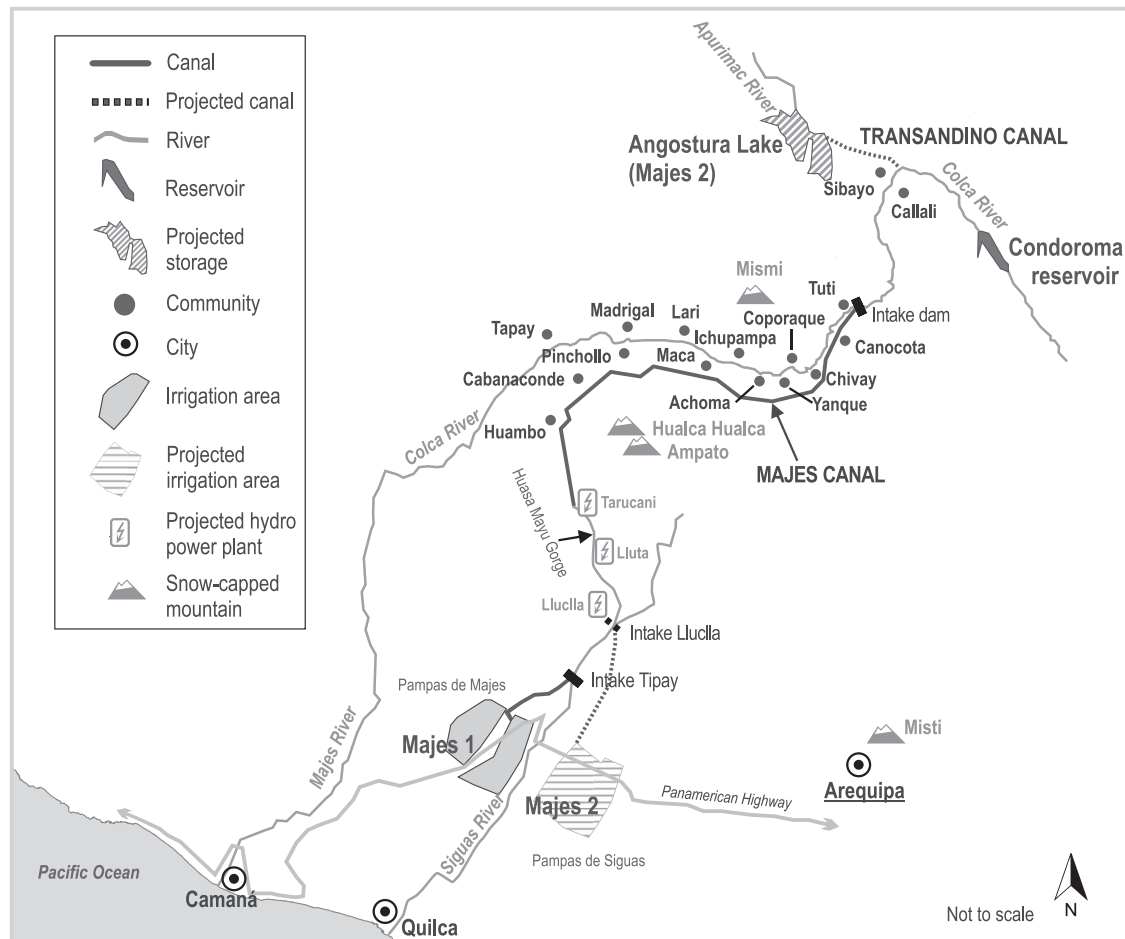 Canal
Projected canal
River
Reservoir
Projected
storage
Community
City
Irrigation area
Projected
irrigation area
Projected hydro
power plant
Snow-capped
mountain
Apurimac River
Angostura Lake
(Majes 2)
TRANSANDINO CANAL
Sibayo
Callali
Colca River
Condoroma
reservoir
Mismi
Tuti
Intake dam
Coporaque
Canocota
Madrigal
Lari
Ichupampa
Tapay
Pinchollo
Maca
Chivay
Cabanaconde
Achoma
Yanque
Huambo
Hualca Hualca
Ampato
MAJES CANAL
Colca River
Huasa Mayu Gorge
Tarucani
Lluta
Lluclla
Intake Lluclla
Intake Tipay
Pampas de Majes
Majes 1
Majes River
Misti
Arequipa
Majes 2
Panamerican Highway
Siguas River
Pampas de Siguas
Pacific Ocean
Camaná
Quilca
Not to scale
N